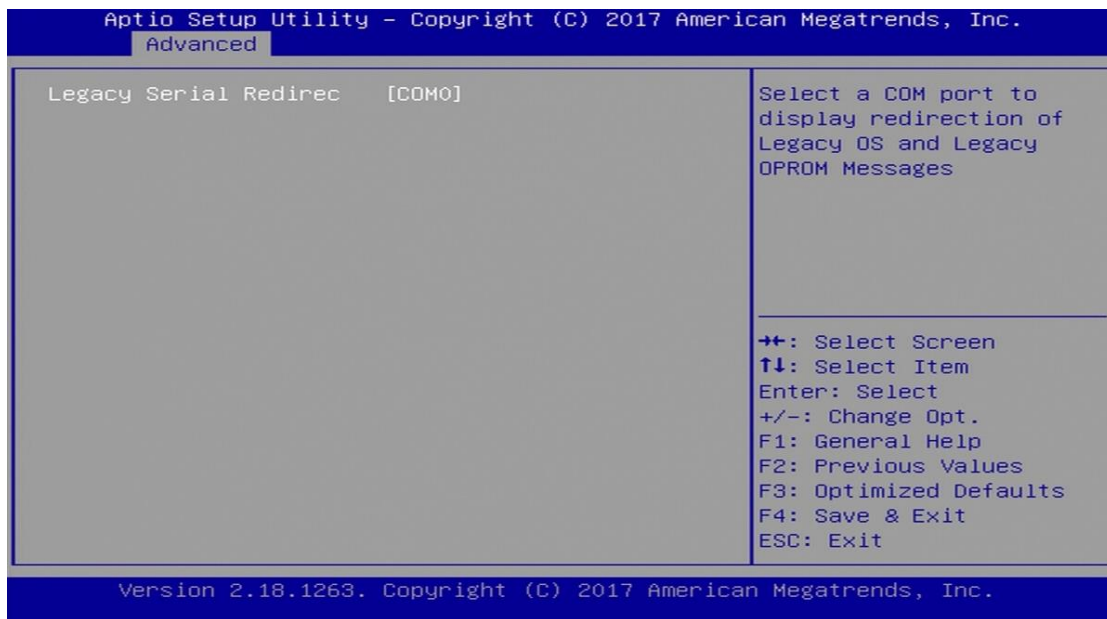 Aptio Setup Utility – Copyright (C) 2017 American Megatrends, Inc.
Advanced
Legacy Serial Redirec [COM0]
Select a COM port to
display redirection of
Legacy OS and Legacy
OPROM Messages
→←: Select Screen
↑↓: Select Item
Enter: Select
+/-: Change Opt.
F1: General Help
F2: Previous Values
F3: Optimized Defaults
F4: Save & Exit
ESC: Exit
Version 2.18.1263. Copyright (C) 2017 American Megatrends, Inc.